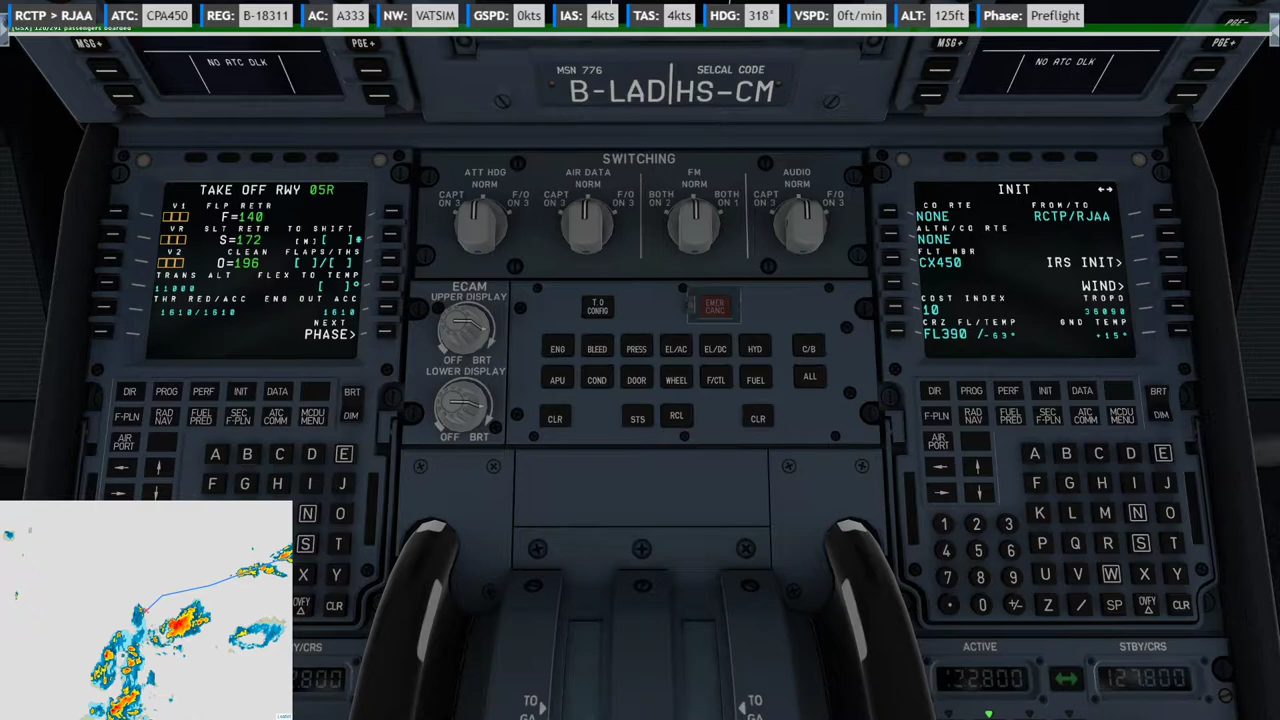 RCTP > RJAA ATC: CPA450 REG: B-18311 AC: A333 NW: VATSIM GSPD: 0kts IAS: 4kts TAS: 4kts HDG: 318° VSPD: 0ft/min ALT: 125ft Phase: Preflight
MSG+ PGE+ MSG+ PGE+
NO ATC DLK
NO ATC DLK
MSN 776 SELCAL CODE
B-LAD HS-CM
SWITCHING
ATT HDG AIR DATA FM AUDIO
NORM NORM NORM NORM
CAPT ON 3 F/O ON 3 CAPT ON 3 F/O ON 3 BOTH ON 2 BOTH ON 1 CAPT ON 3 F/O ON 3
TAKE OFF RWY 05R
V1 FLP RETR
F=140
VR SLT RETR TO SHIFT
S=172 [M][ ]*
V2 CLEAN FLAPS/THS
O=196 [ ]/[ ]
TRANS ALT FLEX TO TEMP
11000 [ ]°
THR RED/ACC ENG OUT ACC
1610/1610 1610
NEXT
PHASE>
INIT ↔
CO RTE FROM/TO
NONE RCTP/RJAA
ALTN/CO RTE
NONE
FLT NBR
CX450 IRS INIT>
WIND>
COST INDEX TROPO
10 36090
CRZ FL/TEMP GND TEMP
FL390 /-63° +15°
ECAM
UPPER DISPLAY
OFF BRT
LOWER DISPLAY
OFF BRT
T.O CONFIG EMER CANC
ENG BLEED PRESS EL/AC EL/DC HYD C/B
APU COND DOOR WHEEL F/CTL FUEL ALL
CLR STS RCL CLR
DIR PROG PERF INIT DATA BRT
F-PLN RAD NAV FUEL PRED SEC F-PLN ATC COMM MCDU MENU DIM
AIR PORT
← ↑
→ ↓
A B C D E
F G H I J
N O
S T
X Y
OVFY △ CLR
DIR PROG PERF INIT DATA BRT
F-PLN RAD NAV FUEL PRED SEC F-PLN ATC COMM MCDU MENU DIM
AIR PORT
← ↑
→ ↓
A B C D E
F G H I J
K L M N O
P Q R S T
U V W X Y
Z / SP OVFY △ CLR
1 2 3
4 5 6
7 8 9
. 0 +/-
Y/CRS
ACTIVE STBY/CRS
122.800 ↔ 127.800
TO GA TO GA
Leaflet